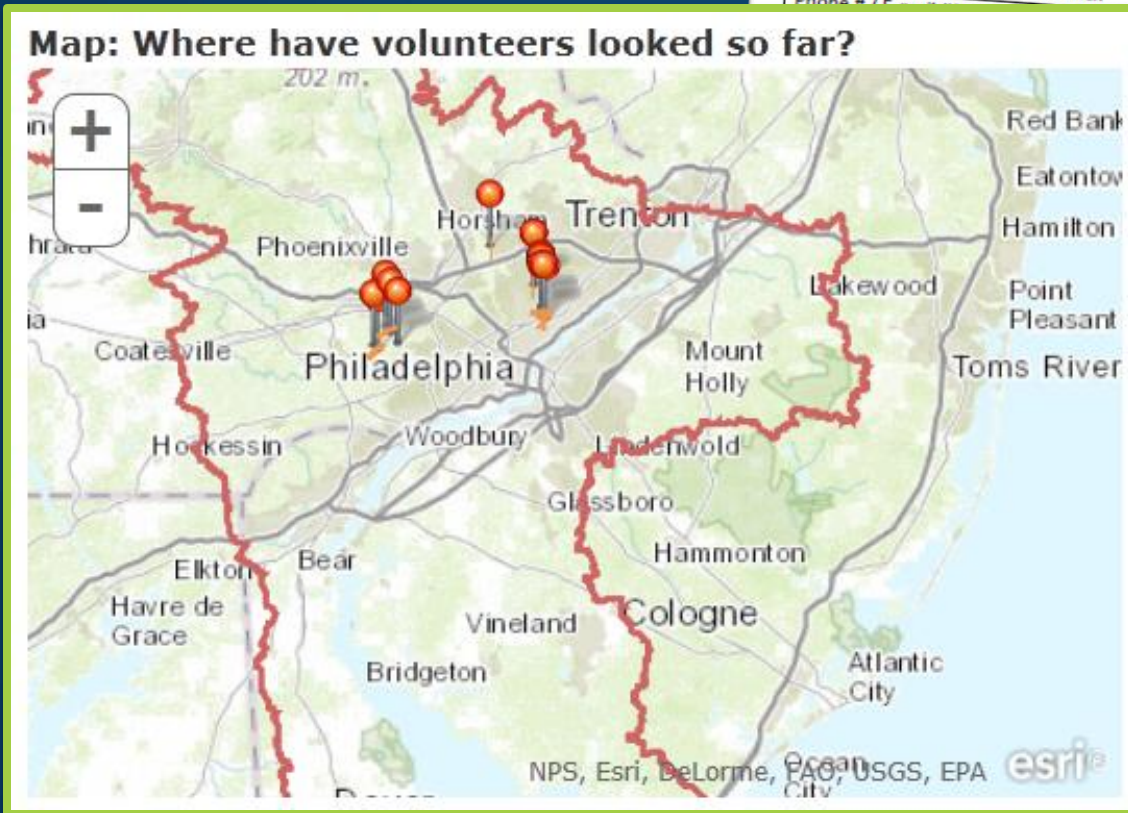 Phone #
Map: Where have volunteers looked so far?
202 m.
Red Bank
Horsham
Trenton
Phoenixville
Hamilton
Lakewood
Point
Pleasant
Coatesville
Mount
Holly
Toms River
Philadelphia
Hockessin
Woodbury
Lindenwold
Glassboro
Hammonton
Elkton
Bear
Havre de
Grace
Vineland
Cologne
Bridgeton
Atlantic
City
Ocean
City
NPS, Esri, DeLorme, FAO, USGS, EPA
esri